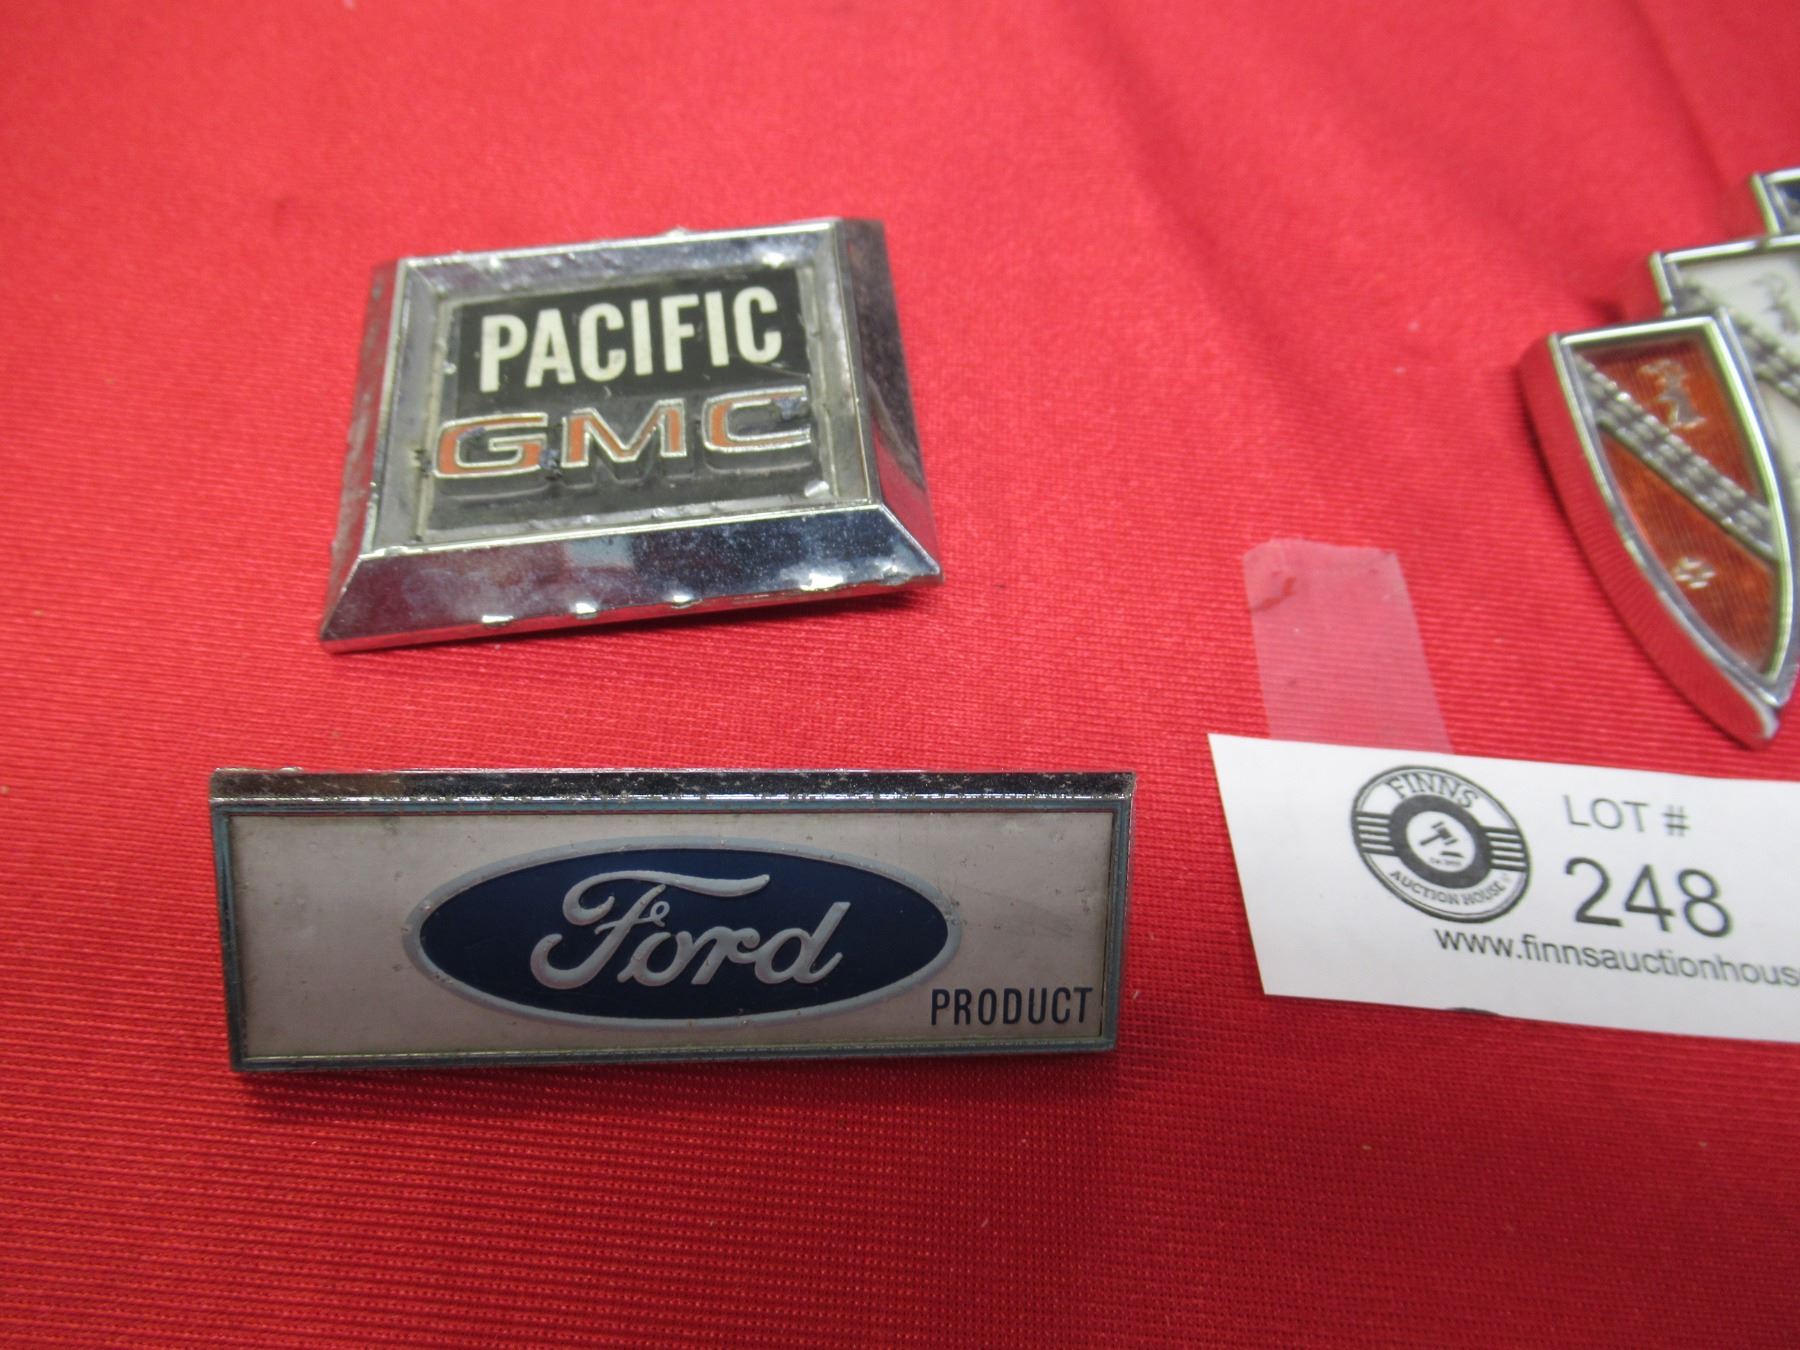 PACIFIC
GMC
Ford
PRODUCT
FINNS
AUCTION HOUSE
LOT #
248
www.finnsauctionhouse